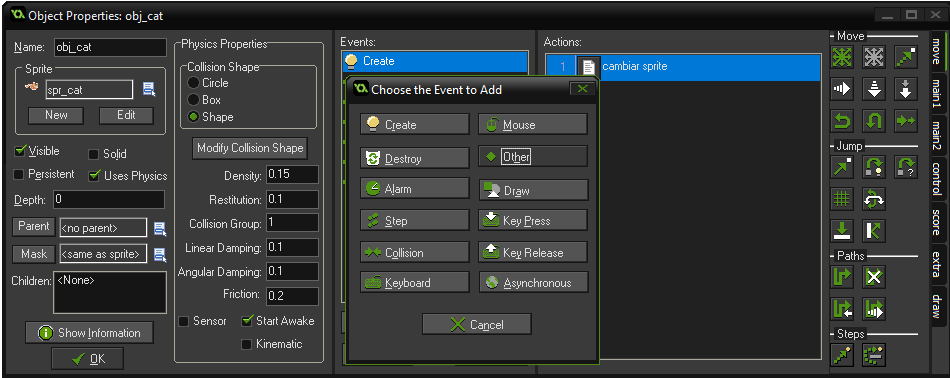 Object Properties: obj_cat
Name: obj_cat
Sprite
spr_cat
New Edit
Visible Solid
Persistent Uses Physics
Depth: 0
Parent <no parent>
Mask <same as sprite>
Children: <None>
Show Information
OK
Physics Properties
Collision Shape
Circle
Box
Shape
Modify Collision Shape
Density: 0.15
Restitution: 0.1
Collision Group: 1
Linear Damping: 0.1
Angular Damping: 0.1
Friction: 0.2
Sensor Start Awake
Kinematic
Events:
Create
Choose the Event to Add
Create Mouse
Destroy Other
Alarm Draw
Step Key Press
Collision Key Release
Keyboard Asynchronous
Cancel
Actions:
1 cambiar sprite
Move
Jump
Paths
Steps
move
main1
main2
control
score
extra
draw